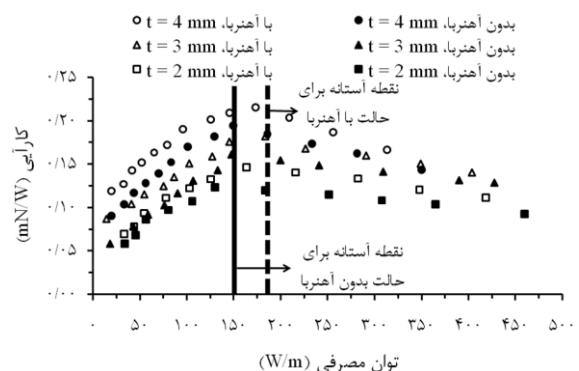 با آهنربا، t = 4 mm
بدون آهنربا، t = 4 mm
با آهنربا، t = 3 mm
بدون آهنربا، t = 3 mm
با آهنربا، t = 2 mm
بدون آهنربا، t = 2 mm
کارآیی (mN/W)
۰/۲۵
۰/۲۰
۰/۱۵
۰/۱۰
۰/۰۵
۰/۰۰
نقطه آستانه برای
حالت با آهنربا
نقطه آستانه برای
حالت بدون آهنربا
۰ ۵۰ ۱۰۰ ۱۵۰ ۲۰۰ ۲۵۰ ۳۰۰ ۳۵۰ ۴۰۰ ۴۵۰ ۵۰۰
توان مصرفی (W/m)